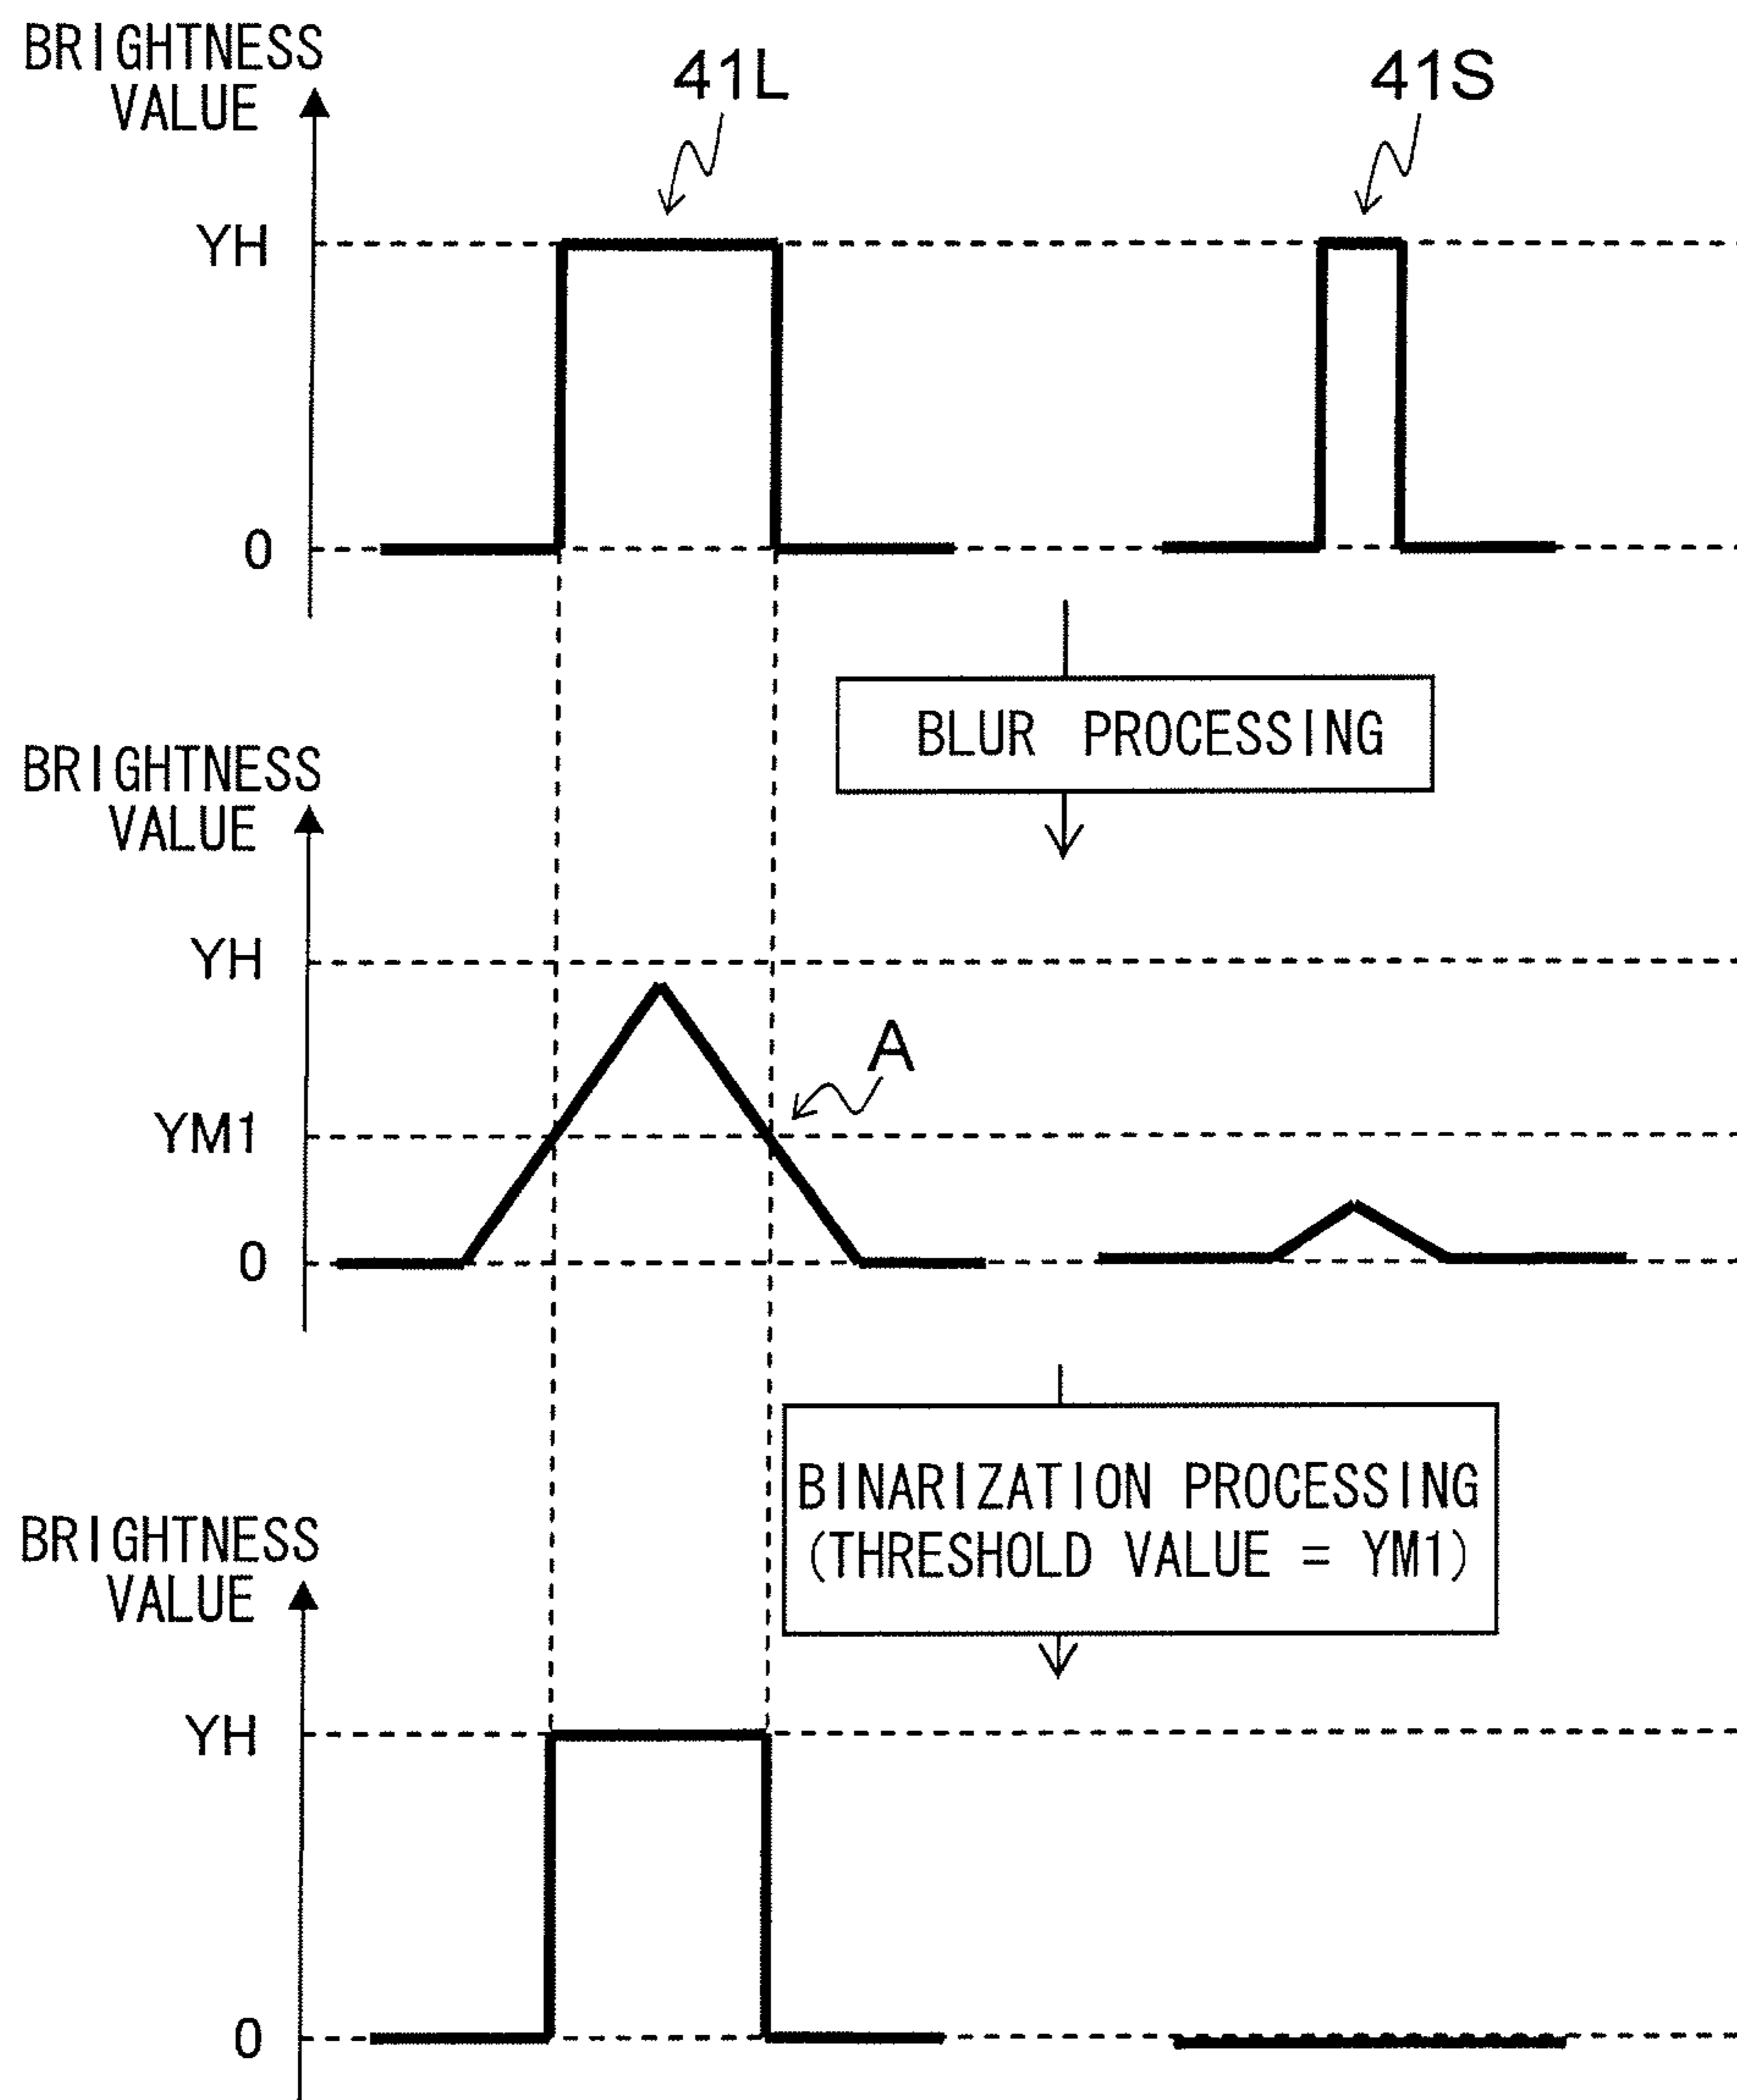 BRIGHTNESS
VALUE
41L
41S
YH
0
BLUR PROCESSING
BRIGHTNESS
VALUE
YH
A
YM1
0
BINARIZATION PROCESSING
(THRESHOLD VALUE = YM1)
BRIGHTNESS
VALUE
YH
0